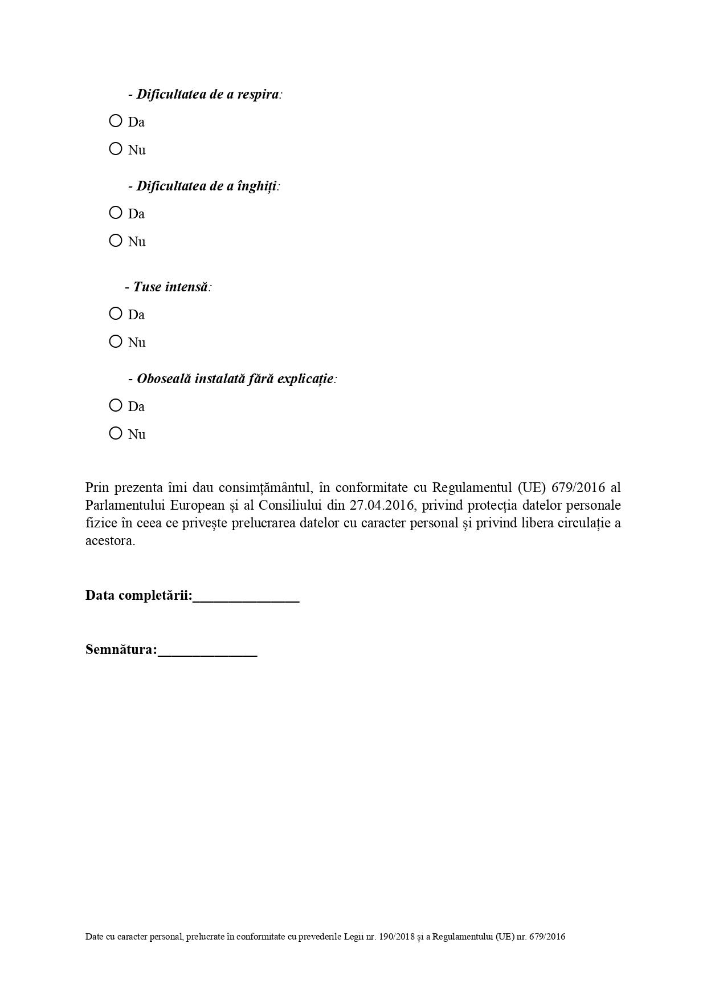 - Dificultatea de a respira:
Da
Nu
- Dificultatea de a înghiți:
Da
Nu
- Tuse intensă:
Da
Nu
- Oboseală instalată fără explicație:
Da
Nu
Prin prezenta îmi dau consimțământul, în conformitate cu Regulamentul (UE) 679/2016 al
Parlamentului European și al Consiliului din 27.04.2016, privind protecția datelor personale
fizice în ceea ce privește prelucrarea datelor cu caracter personal și privind libera circulație a
acestora.
Data completării:_______________
Semnătura:______________
Date cu caracter personal, prelucrate în conformitate cu prevederile Legii nr. 190/2018 și a Regulamentului (UE) nr. 679/2016